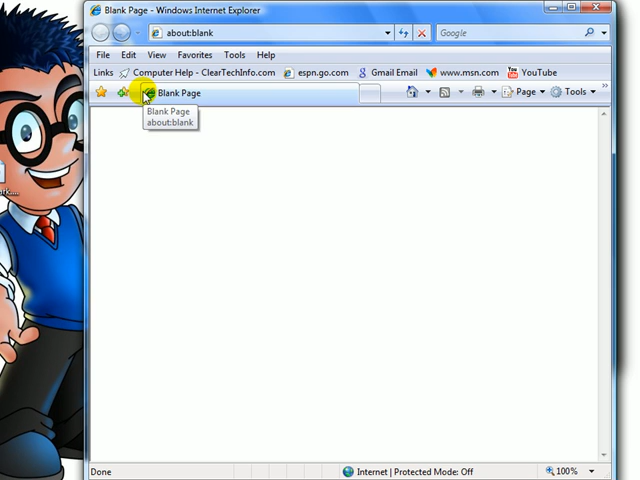 Blank Page - Windows Internet Explorer
about:blank
Google
File Edit View Favorites Tools Help
Links Computer Help - ClearTechInfo.com espn.go.com Gmail Email www.msn.com YouTube
Blank Page
Page Tools »
Blank Page
about:blank
Done
Internet | Protected Mode: Off
100%